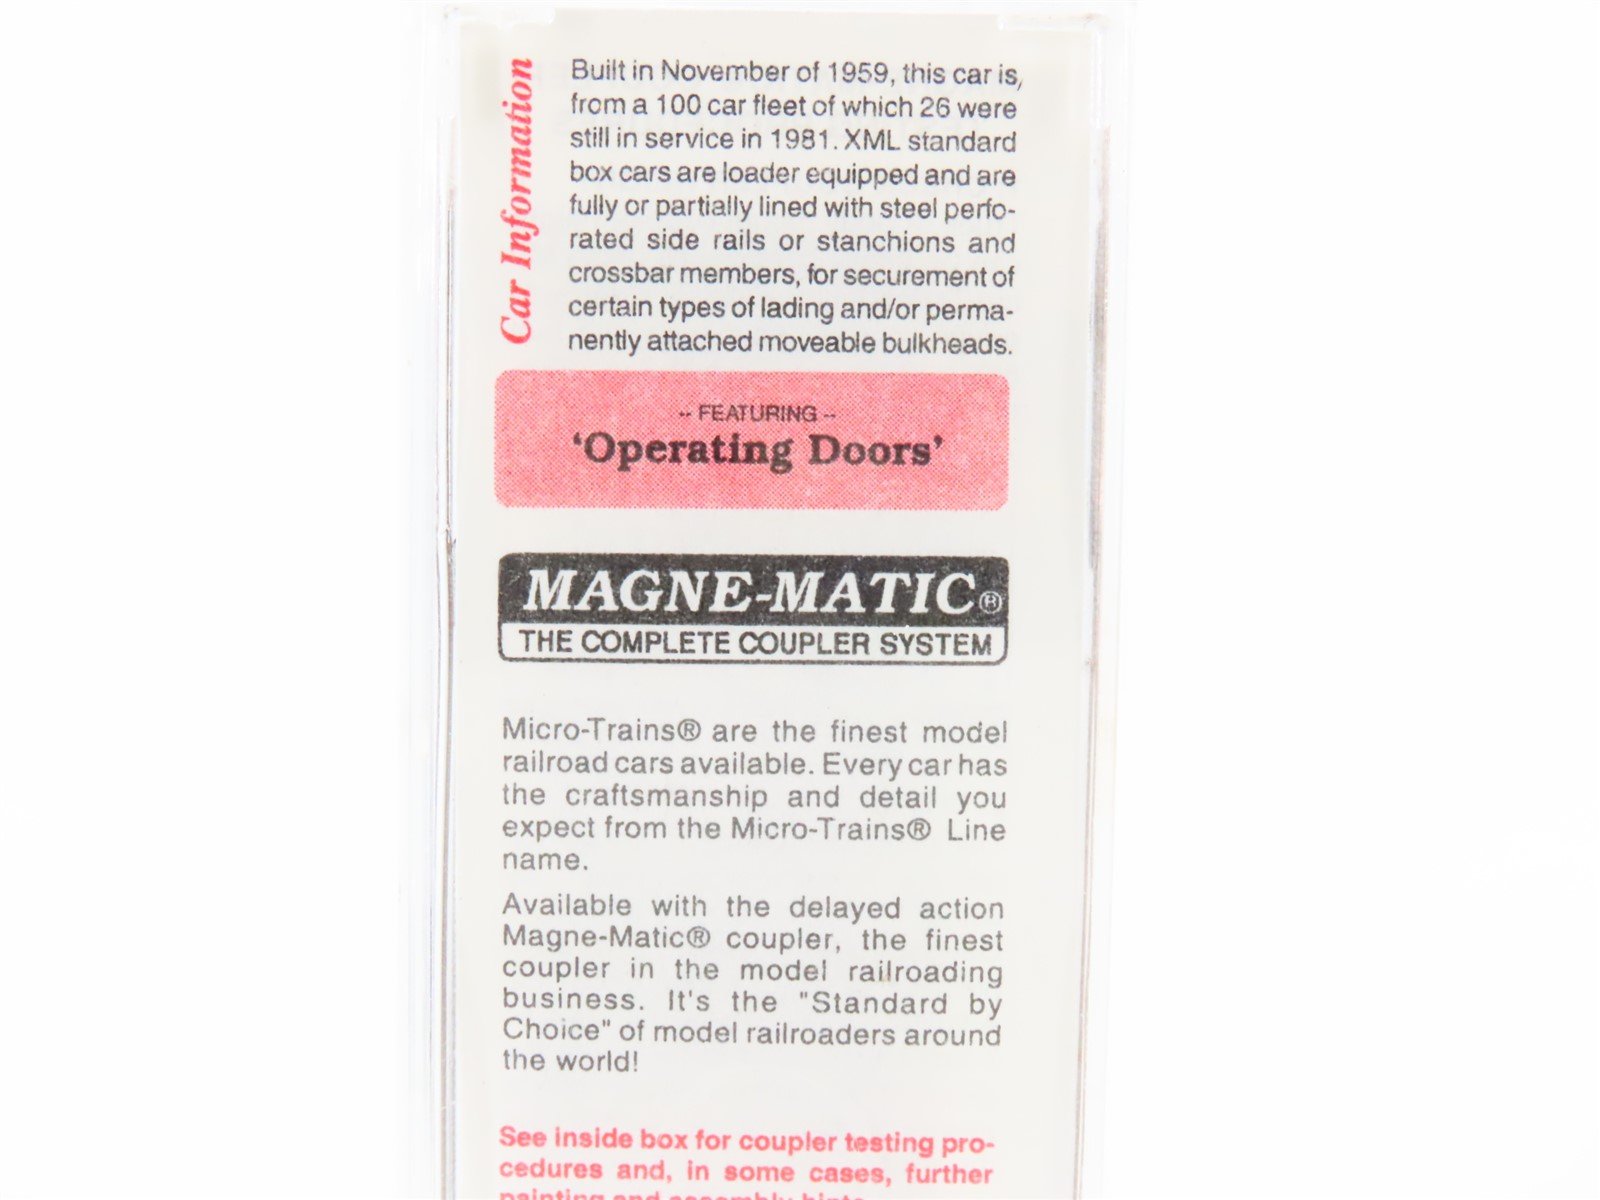 Car Information
Built in November of 1959, this car is,
from a 100 car fleet of which 26 were
still in service in 1981. XML standard
box cars are loader equipped and are
fully or partially lined with steel perfo-
rated side rails or stanchions and
crossbar members, for securement of
certain types of lading and/or perma-
nently attached moveable bulkheads.
-- FEATURING --
‘Operating Doors’
MAGNE-MATIC®
THE COMPLETE COUPLER SYSTEM
Micro-Trains® are the finest model
railroad cars available. Every car has
the craftsmanship and detail you
expect from the Micro-Trains® Line
name.
Available with the delayed action
Magne-Matic® coupler, the finest
coupler in the model railroading
business. It's the "Standard by
Choice" of model railroaders around
the world!
See inside box for coupler testing pro-
cedures and, in some cases, further
painting and assembly hints.